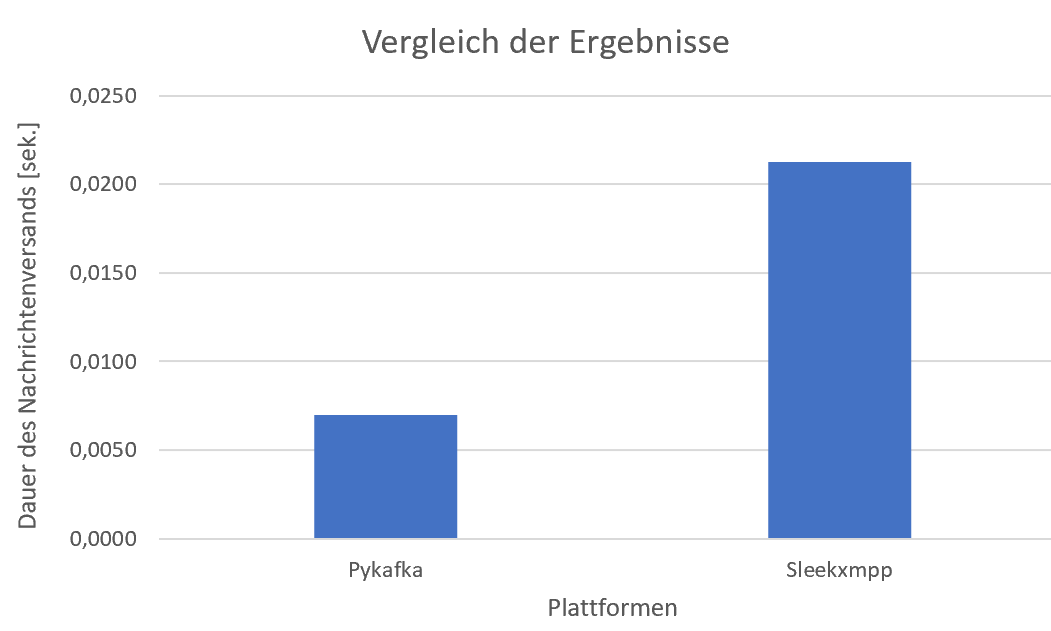 Vergleich der Ergebnisse
Dauer des Nachrichtenversands [sek.]
0,0250
0,0200
0,0150
0,0100
0,0050
0,0000
Pykafka
Sleekxmpp
Plattformen